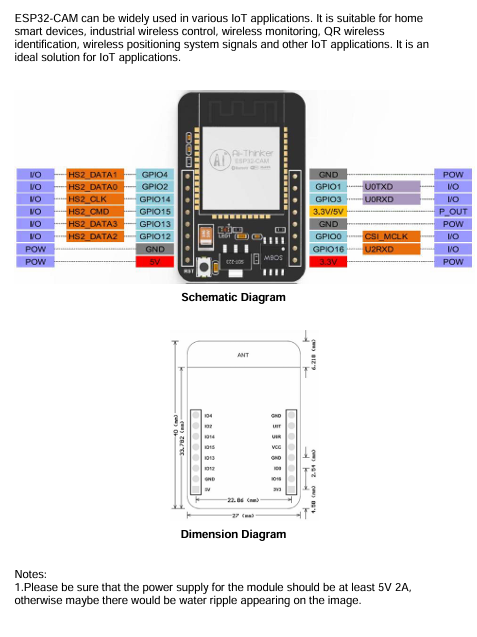 ESP32-CAM can be widely used in various IoT applications. It is suitable for home
smart devices, industrial wireless control, wireless monitoring, QR wireless
identification, wireless positioning system signals and other IoT applications. It is an
ideal solution for IoT applications.
Ai-Thinker
ESP32-CAM
I/O HS2_DATA1 GPIO4 GND POW
I/O HS2_DATA0 GPIO2 GPIO1 U0TXD I/O
I/O HS2_CLK GPIO14 GPIO3 U0RXD I/O
I/O HS2_CMD GPIO15 3.3V/5V P_OUT
I/O HS2_DATA3 GPIO13 GND POW
I/O HS2_DATA2 GPIO12 GPIO0 CSI_MCLK I/O
POW GND GPIO16 U2RXD I/O
POW 5V 3.3V POW
RST
Schematic Diagram
ANT
6.218 (mm)
40 (mm)
33.782 (mm)
IO4 GND
IO2 U0T
IO14 U0R
IO15 VCC
IO13 GND
IO12 IO0
GND IO16
5V 3V3
2.54 (mm)
4.58 (mm)
22.86 (mm)
27 (mm)
Dimension Diagram
Notes:
1.Please be sure that the power supply for the module should be at least 5V 2A,
otherwise maybe there would be water ripple appearing on the image.